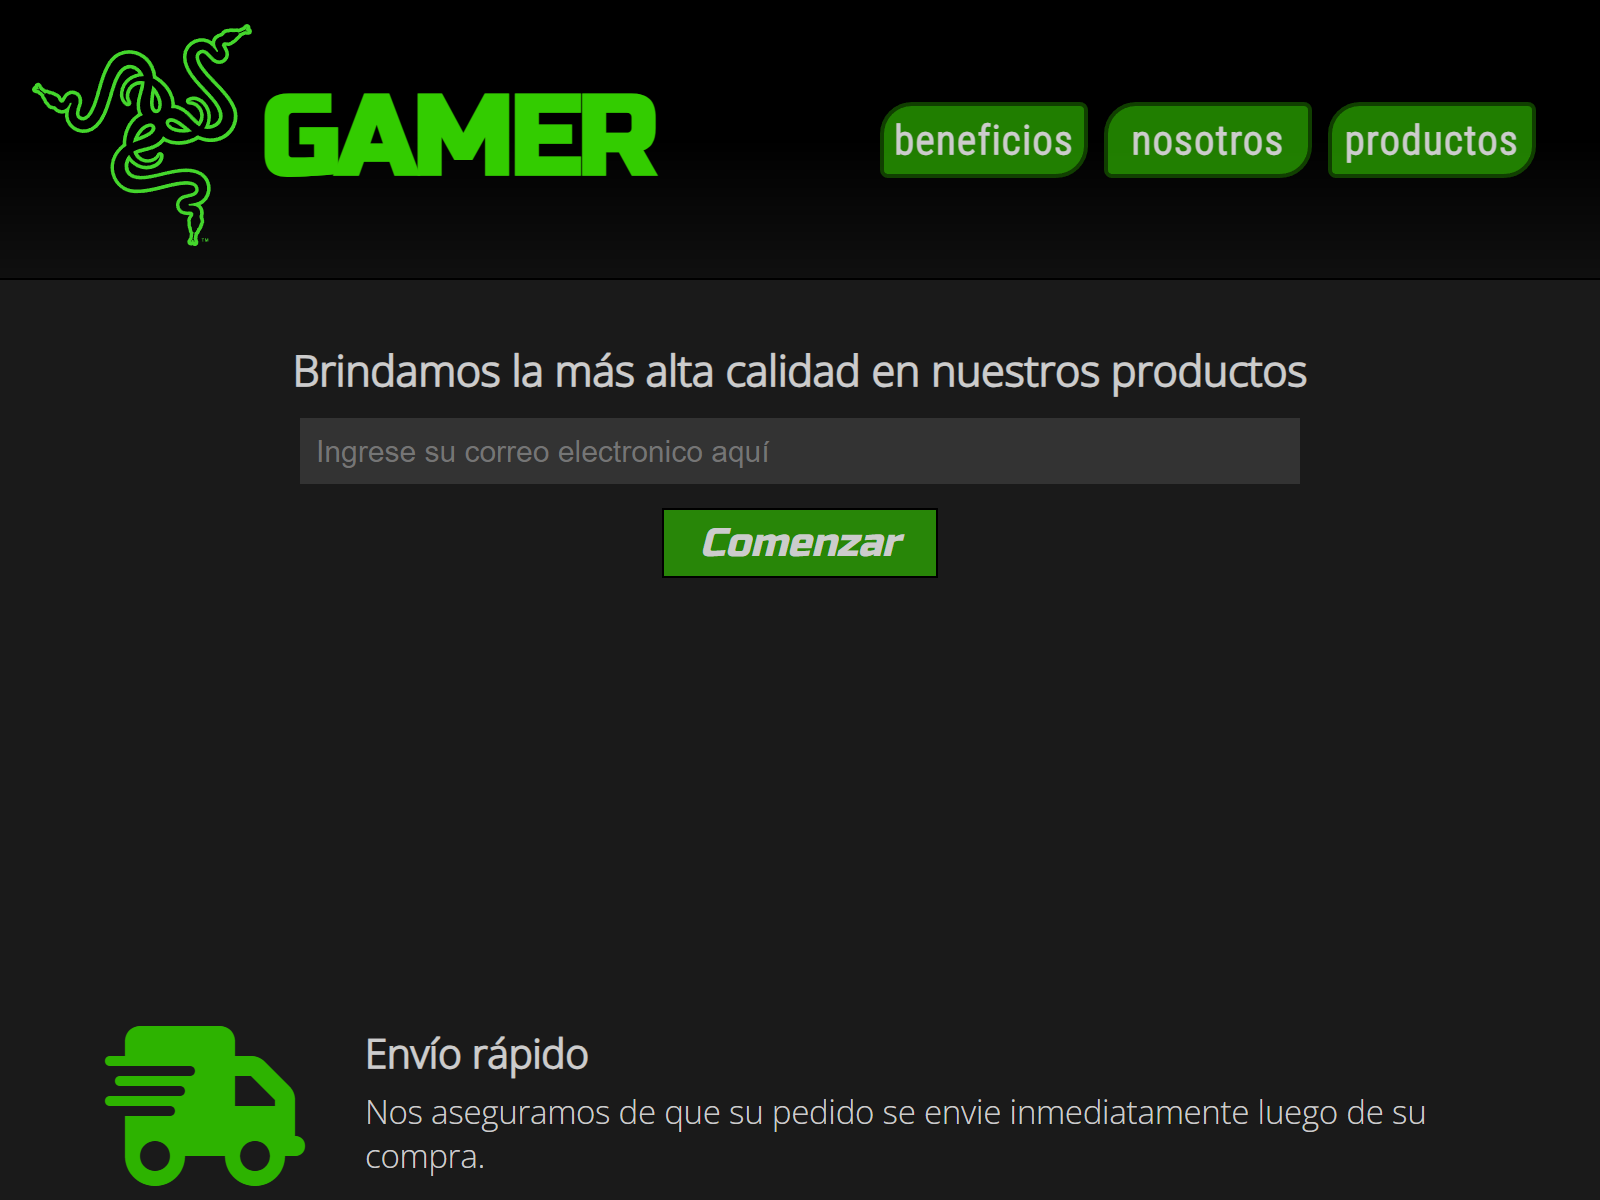 GAMER
beneficios
nosotros
productos
Brindamos la más alta calidad en nuestros productos
Ingrese su correo electronico aquí
Comenzar
Envío rápido
Nos aseguramos de que su pedido se envie inmediatamente luego de su
compra.